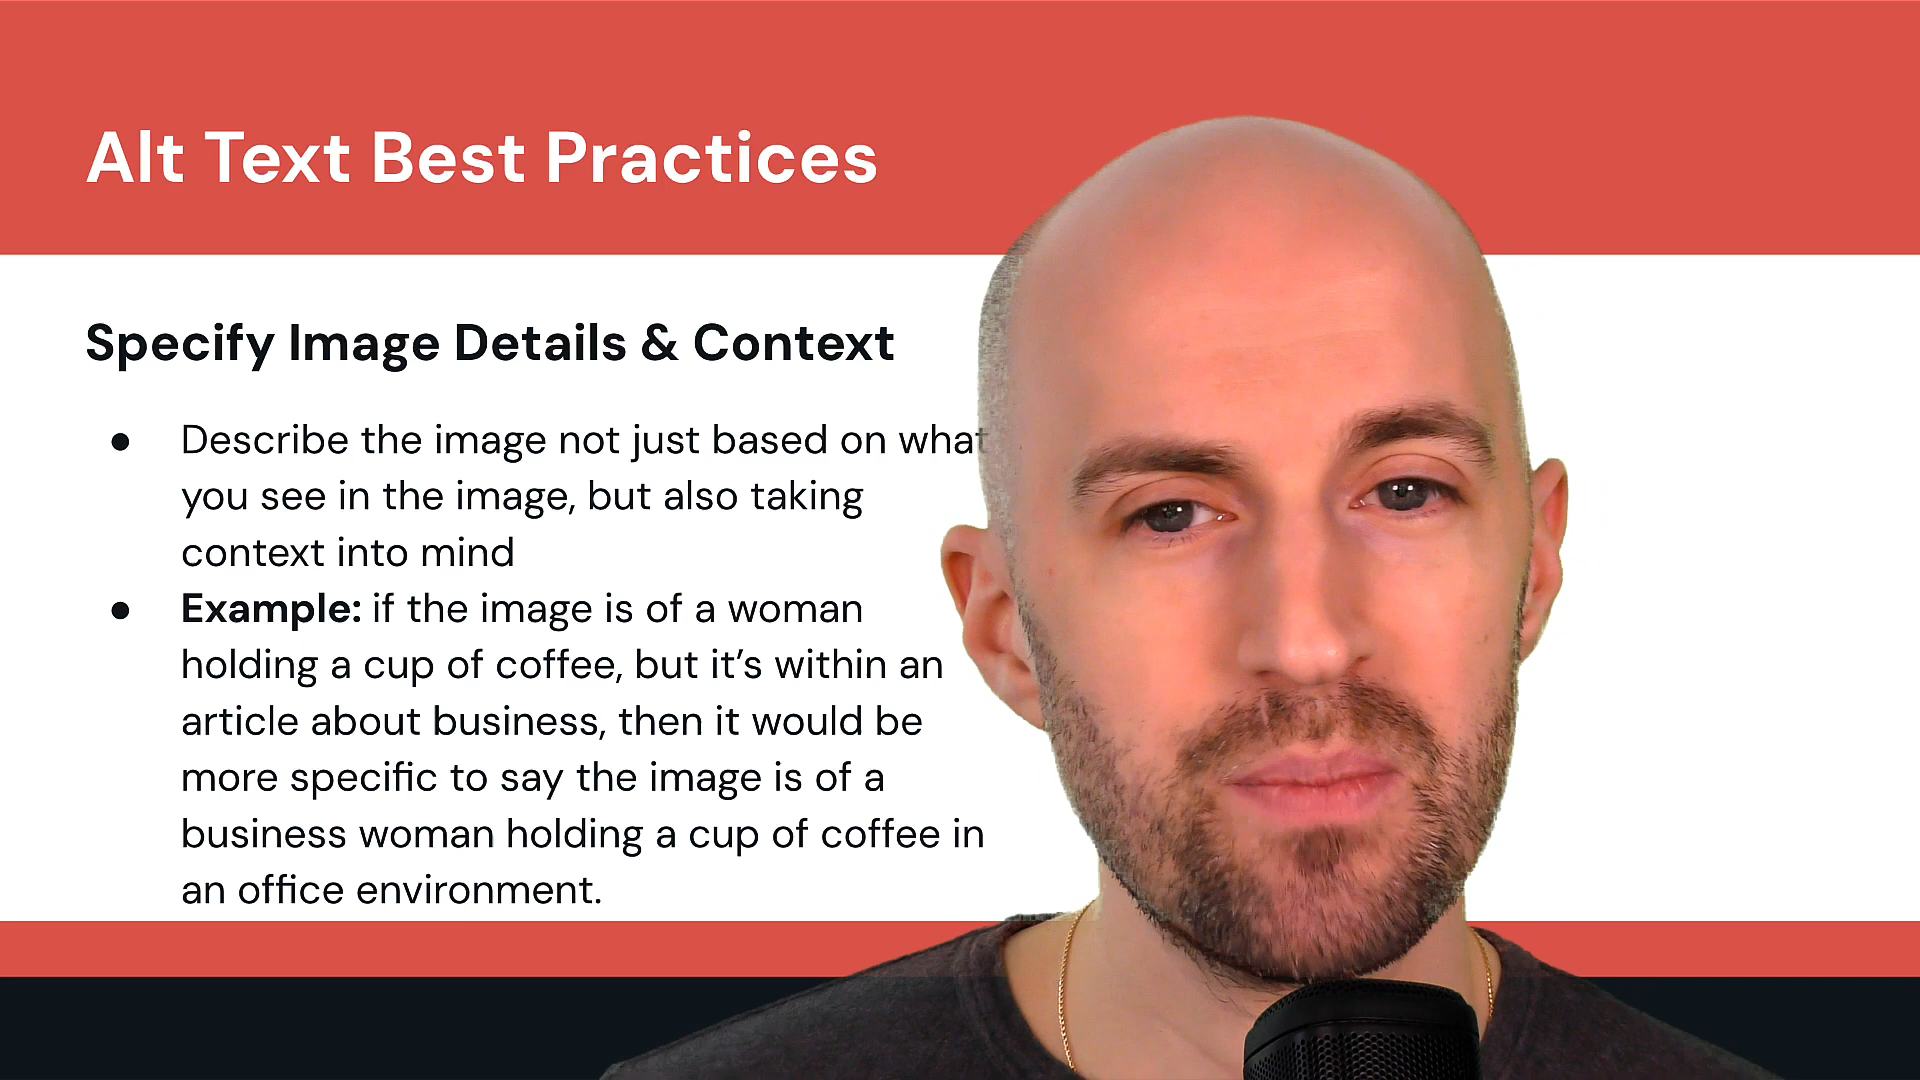 Alt Text Best Practices
Specify Image Details & Context
● Describe the image not just based on what
you see in the image, but also taking
context into mind
● Example: if the image is of a woman
holding a cup of coffee, but it’s within an
article about business, then it would be
more specific to say the image is of a
business woman holding a cup of coffee in
an office environment.